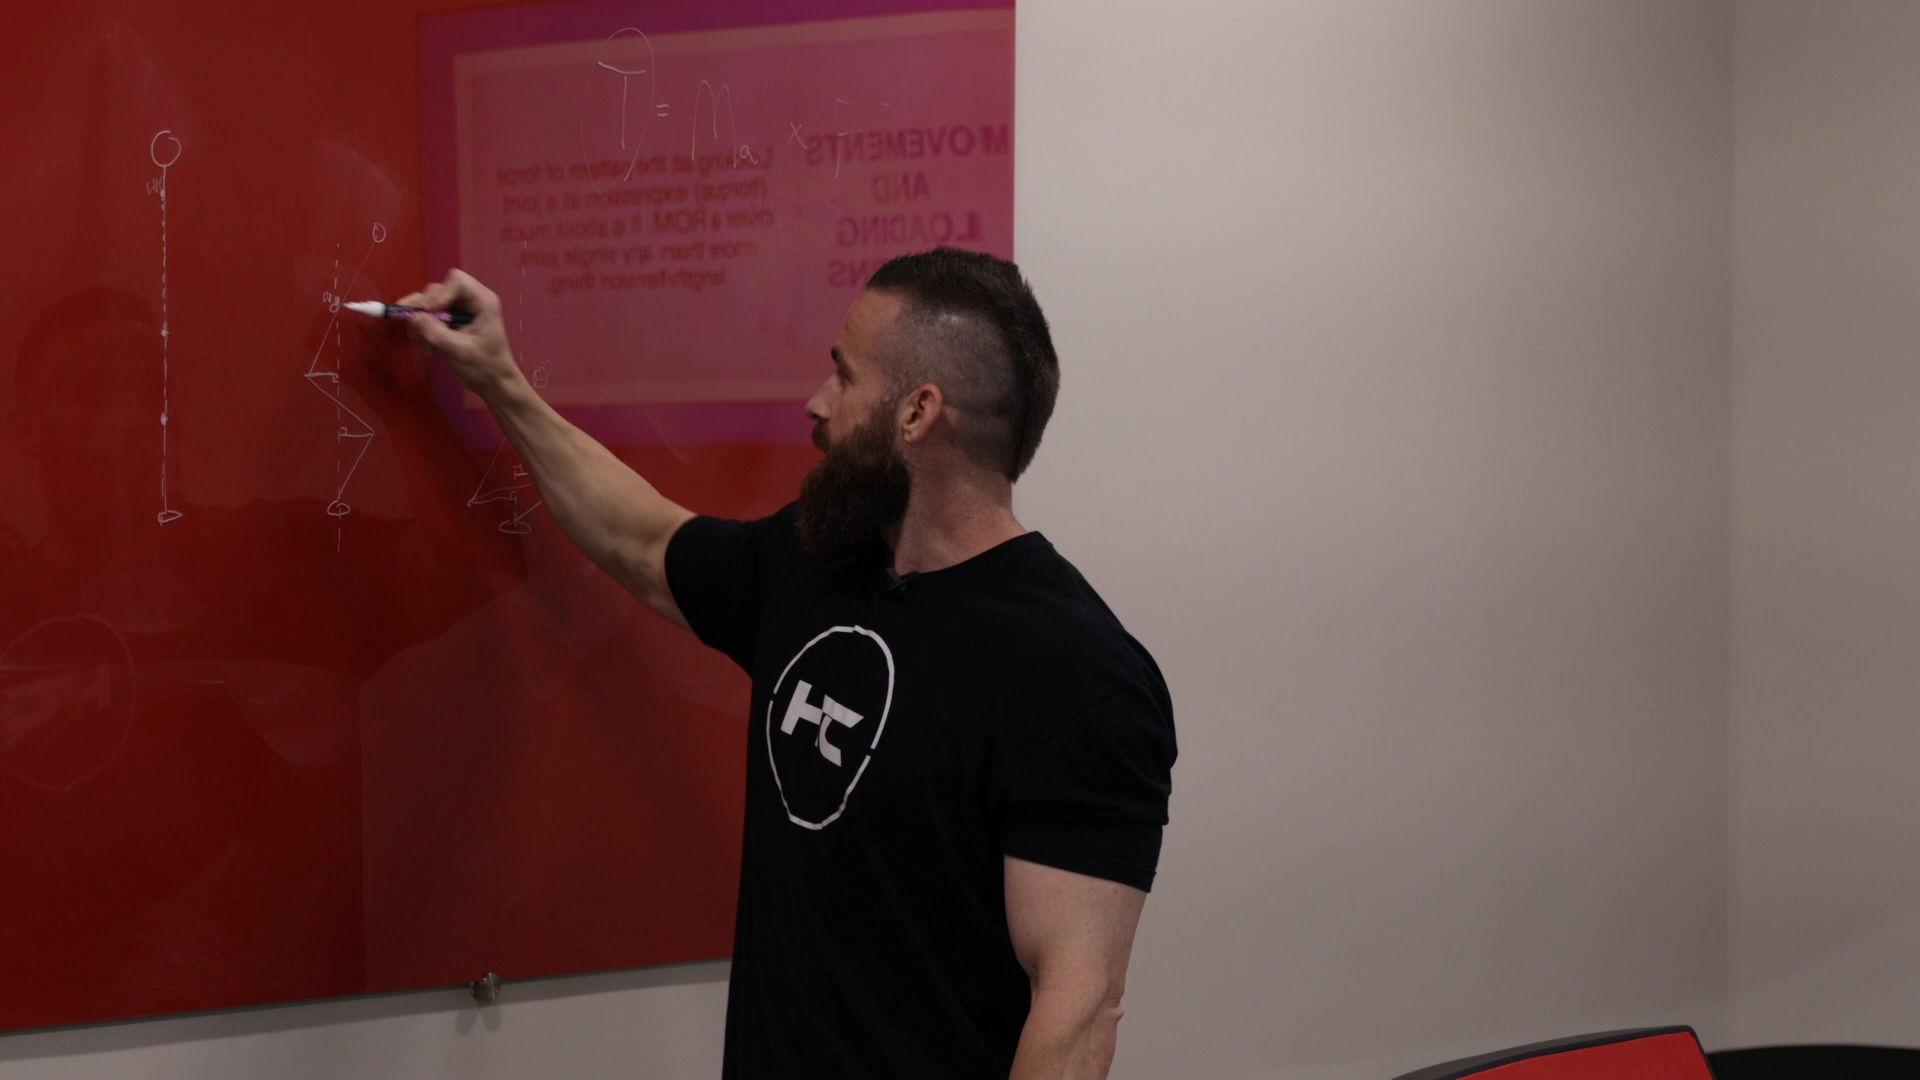 T = Ma x F
MOVEMENTS
AND
LOADING
Looking at the pattern of force
(torque) expression at a joint
over a ROM. It is about much
more than any single joint
length/tension thing.
HT